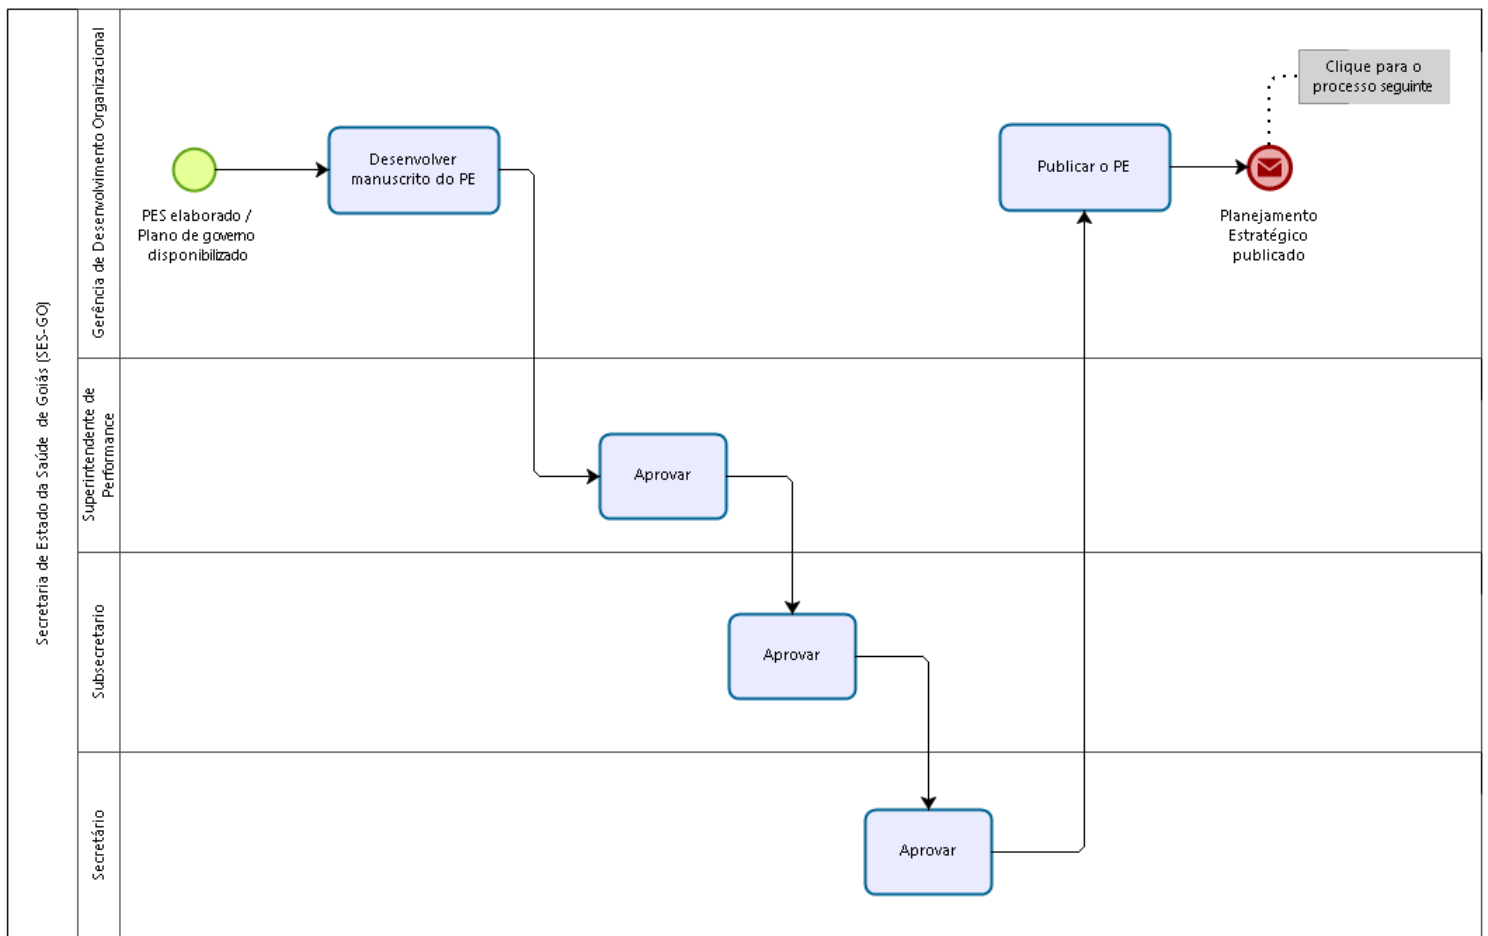 Secretaria de Estado da Saúde de Goiás (SES-GO)
Gerência de Desenvolvimento Organizacional
PES elaborado /
Plano de governo
disponibilizado
Desenvolver
manuscrito do PE
Publicar o PE
Clique para o
processo seguinte
Planejamento
Estratégico
publicado
Superintendente de
Performance
Aprovar
Subsecretario
Aprovar
Secretário
Aprovar